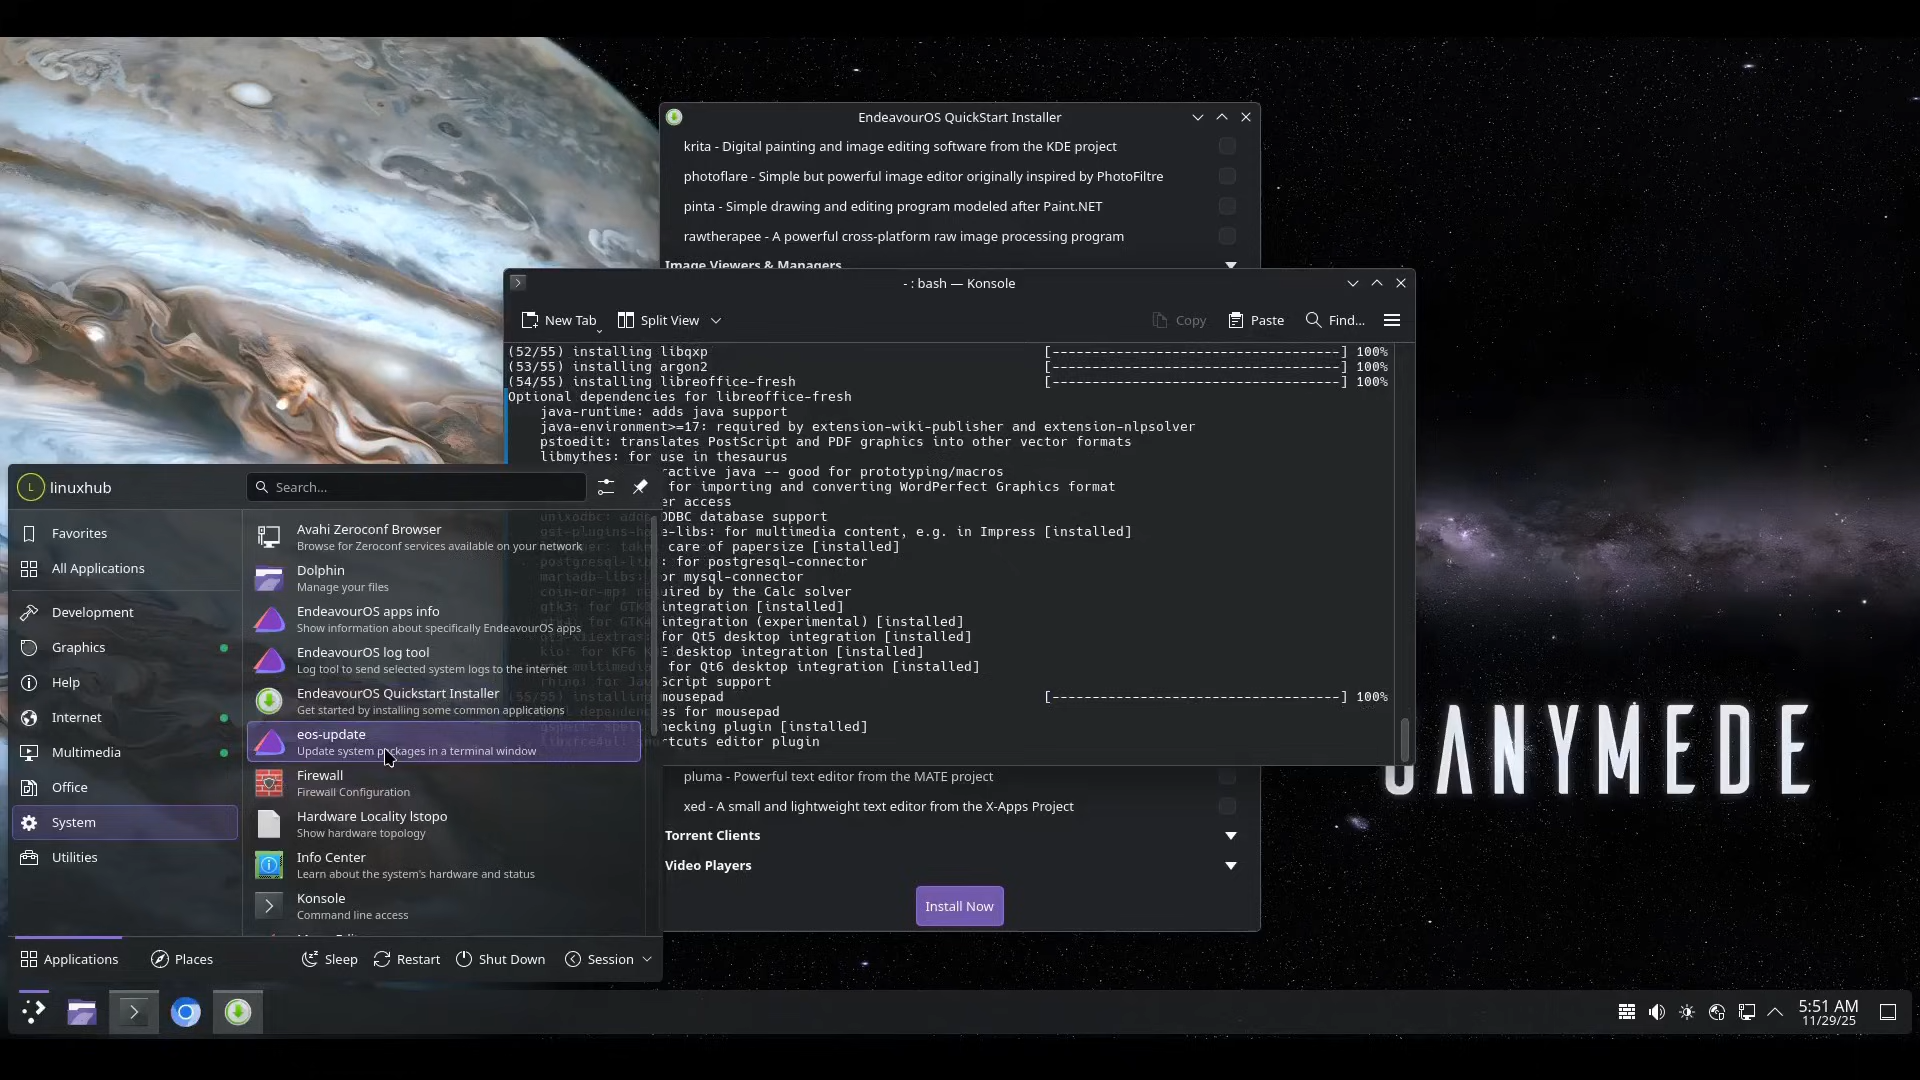 EndeavourOS QuickStart Installer
krita - Digital painting and image editing software from the KDE project
photoflare - Simple but powerful image editor originally inspired by PhotoFiltre
pinta - Simple drawing and editing program modeled after Paint.NET
rawtherapee - A powerful cross-platform raw image processing program
Image Viewers & Managers
- : bash — Konsole
New Tab
Split View
Copy
Paste
Find...
(52/55) installing libqxp [------------------------------------] 100%
(53/55) installing argon2 [------------------------------------] 100%
(54/55) installing libreoffice-fresh [------------------------------------] 100%
Optional dependencies for libreoffice-fresh
java-runtime: adds java support
java-environment>=17: required by extension-wiki-publisher and extension-nlpsolver
pstoedit: translates PostScript and PDF graphics into other vector formats
libmythes: for use in thesaurus
ractive java -- good for prototyping/macros
for importing and converting WordPerfect Graphics format
er access
ODBC database support
e-libs: for multimedia content, e.g. in Impress [installed]
care of papersize [installed]
: for postgresql-connector
or mysql-connector
uired by the Calc solver
integration [installed]
integration (experimental) [installed]
for Qt5 desktop integration [installed]
E desktop integration [installed]
for Qt6 desktop integration [installed]
Script support
(55/55) installing mousepad [------------------------------------] 100%
es for mousepad
hecking plugin [installed]
rtcuts editor plugin
pluma - Powerful text editor from the MATE project
xed - A small and lightweight text editor from the X-Apps Project
Torrent Clients
Video Players
Install Now
L
linuxhub
Search...
Favorites
All Applications
Development
Graphics
Help
Internet
Multimedia
Office
System
Utilities
Avahi Zeroconf Browser
Browse for Zeroconf services available on your network
Dolphin
Manage your files
EndeavourOS apps info
Show information about specifically EndeavourOS apps
EndeavourOS log tool
Log tool to send selected system logs to the internet
EndeavourOS Quickstart Installer
Get started by installing some common applications
eos-update
Update system packages in a terminal window
Firewall
Firewall Configuration
Hardware Locality lstopo
Show hardware topology
Info Center
Learn about the system's hardware and status
Konsole
Command line access
Applications
Places
Sleep
Restart
Shut Down
Session
GANYMEDE
5:51 AM
11/29/25